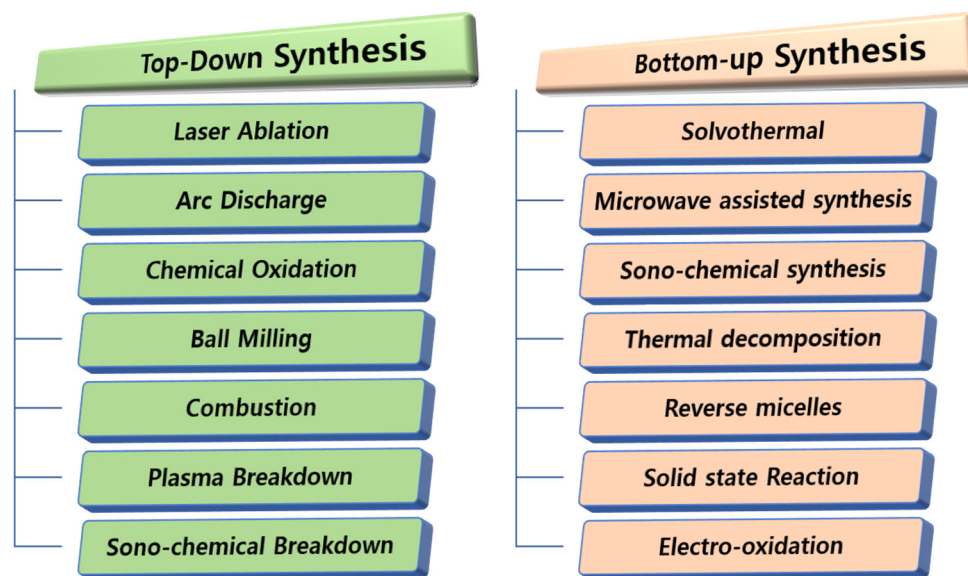 Top-Down Synthesis
Laser Ablation
Arc Discharge
Chemical Oxidation
Ball Milling
Combustion
Plasma Breakdown
Sono-chemical Breakdown
Bottom-up Synthesis
Solvothermal
Microwave assisted synthesis
Sono-chemical synthesis
Thermal decomposition
Reverse micelles
Solid state Reaction
Electro-oxidation